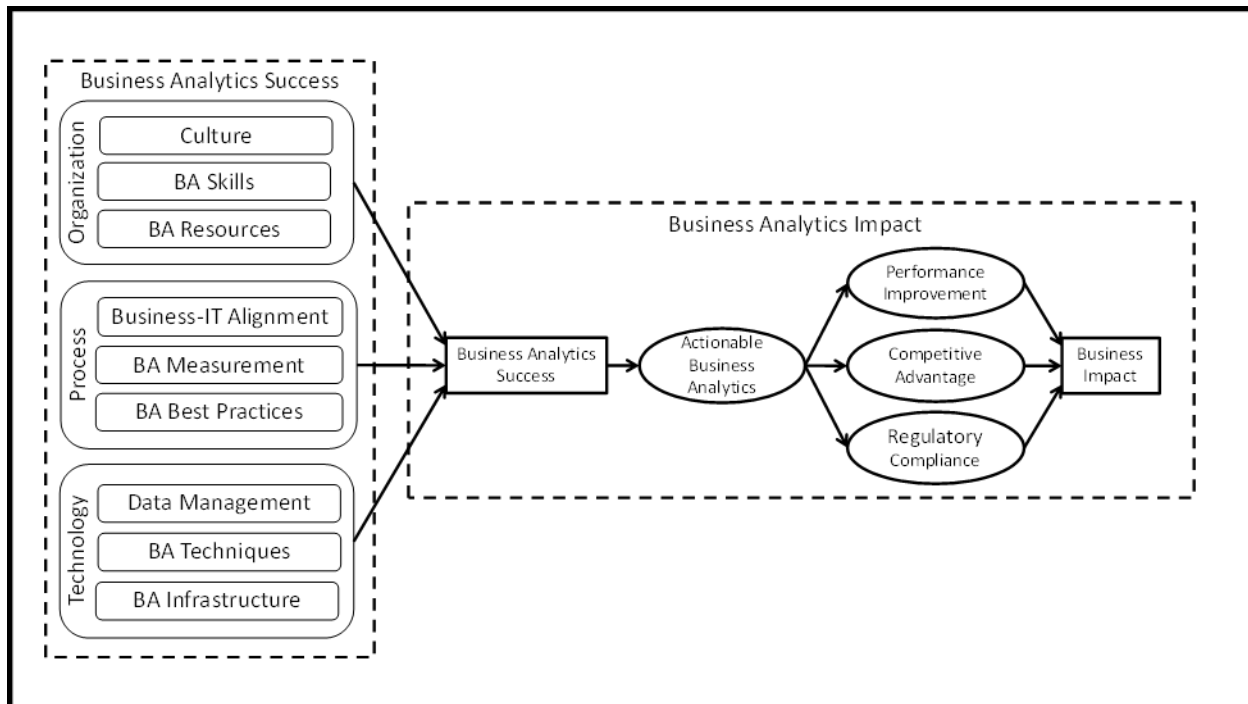 Business Analytics Success
Organization
Culture
BA Skills
BA Resources
Process
Business-IT Alignment
BA Measurement
BA Best Practices
Technology
Data Management
BA Techniques
BA Infrastructure
Business Analytics Impact
Business Analytics
Success
Actionable
Business
Analytics
Performance
Improvement
Competitive
Advantage
Regulatory
Compliance
Business
Impact